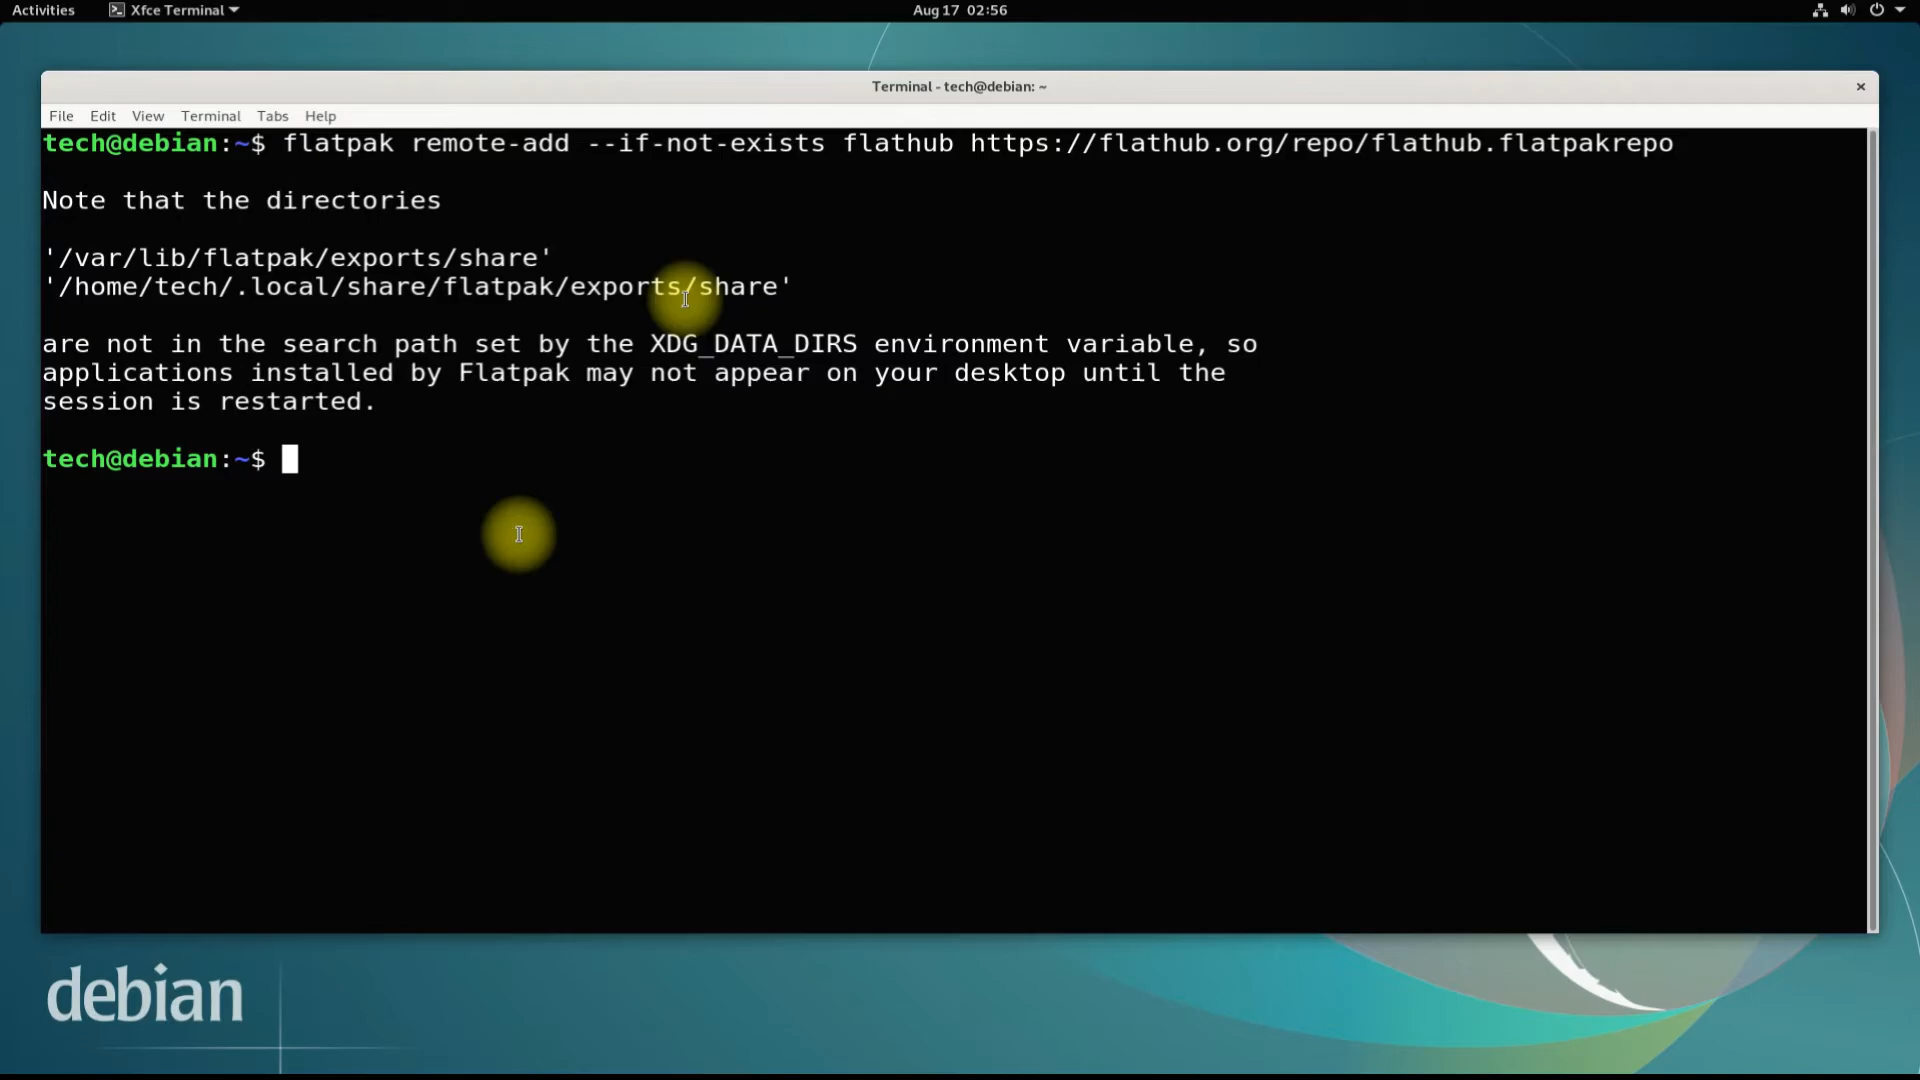 Activities Xfce Terminal Aug 17 02:56
Terminal - tech@debian: ~ ×
File Edit View Terminal Tabs Help
tech@debian:~$ flatpak remote-add --if-not-exists flathub https://flathub.org/repo/flathub.flatpakrepo
Note that the directories
'/var/lib/flatpak/exports/share'
'/home/tech/.local/share/flatpak/exports/share'
are not in the search path set by the XDG_DATA_DIRS environment variable, so
applications installed by Flatpak may not appear on your desktop until the
session is restarted.
tech@debian:~$
debian